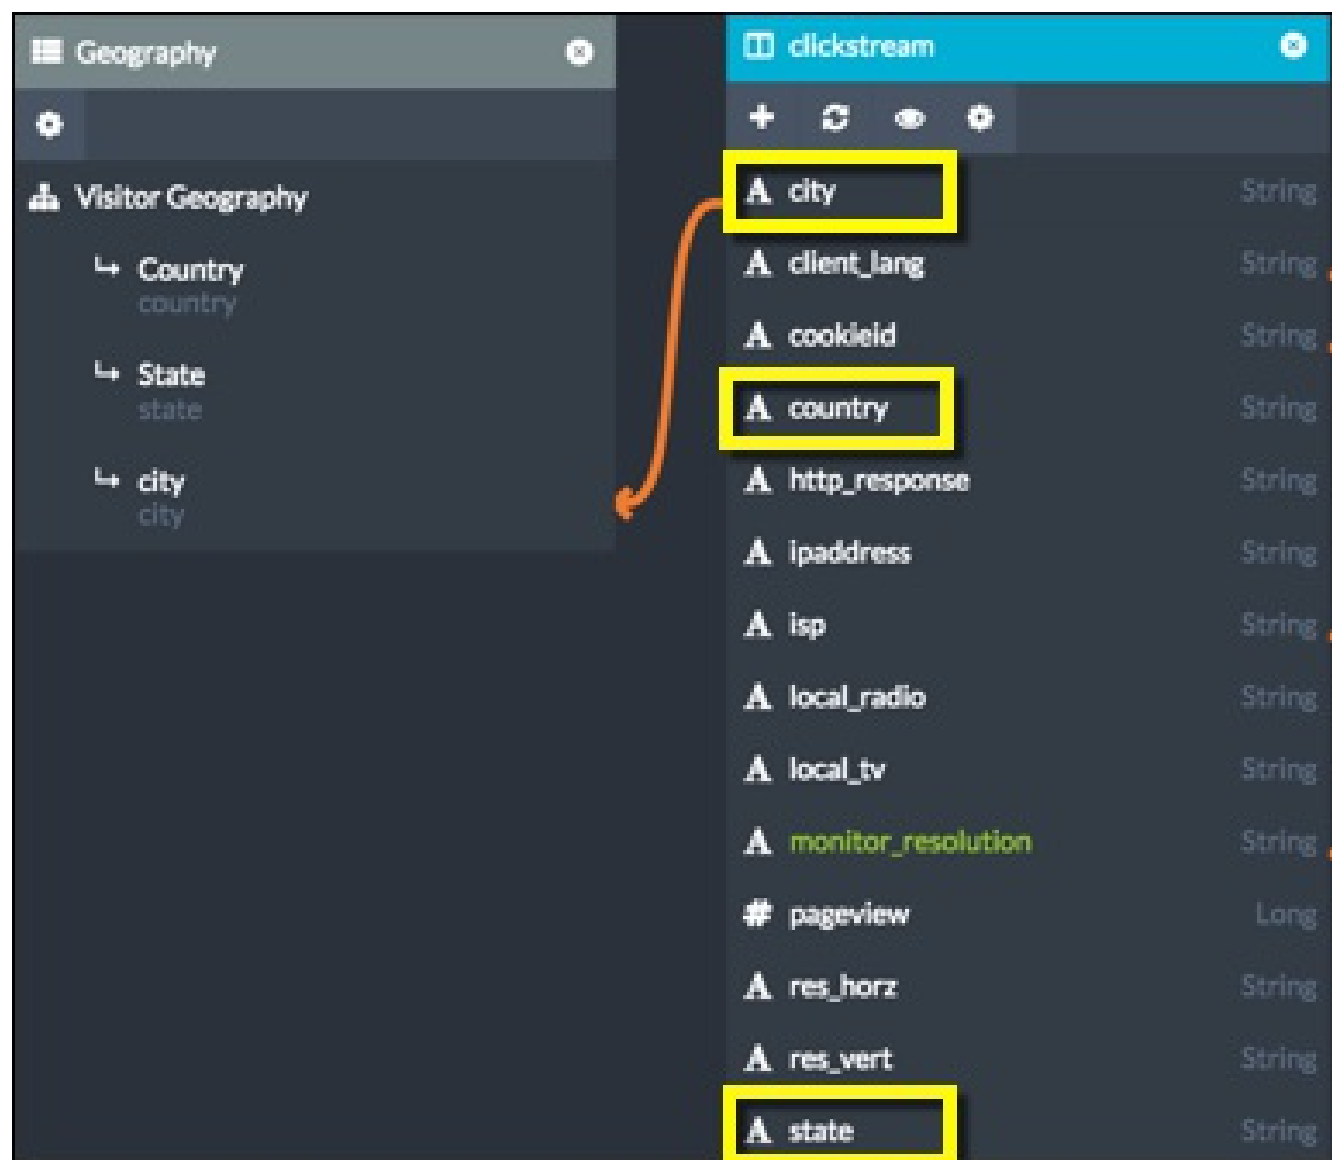 Geography
Visitor Geography
Country
country
State
state
city
city
clickstream
A city String
A client_lang String
A cookieid String
A country String
A http_response String
A ipaddress String
A isp String
A local_radio String
A local_tv String
A monitor_resolution String
# pageview Long
A res_horz String
A res_vert String
A state String